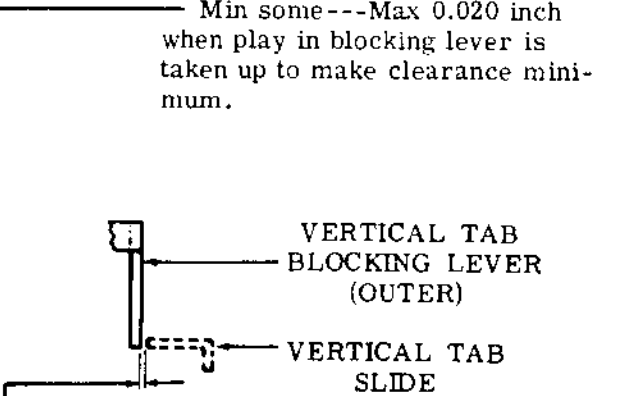 Min some---Max 0.020 inch
when play in blocking lever is
taken up to make clearance mini-
mum.
VERTICAL TAB
BLOCKING LEVER
(OUTER)
VERTICAL TAB
SLIDE